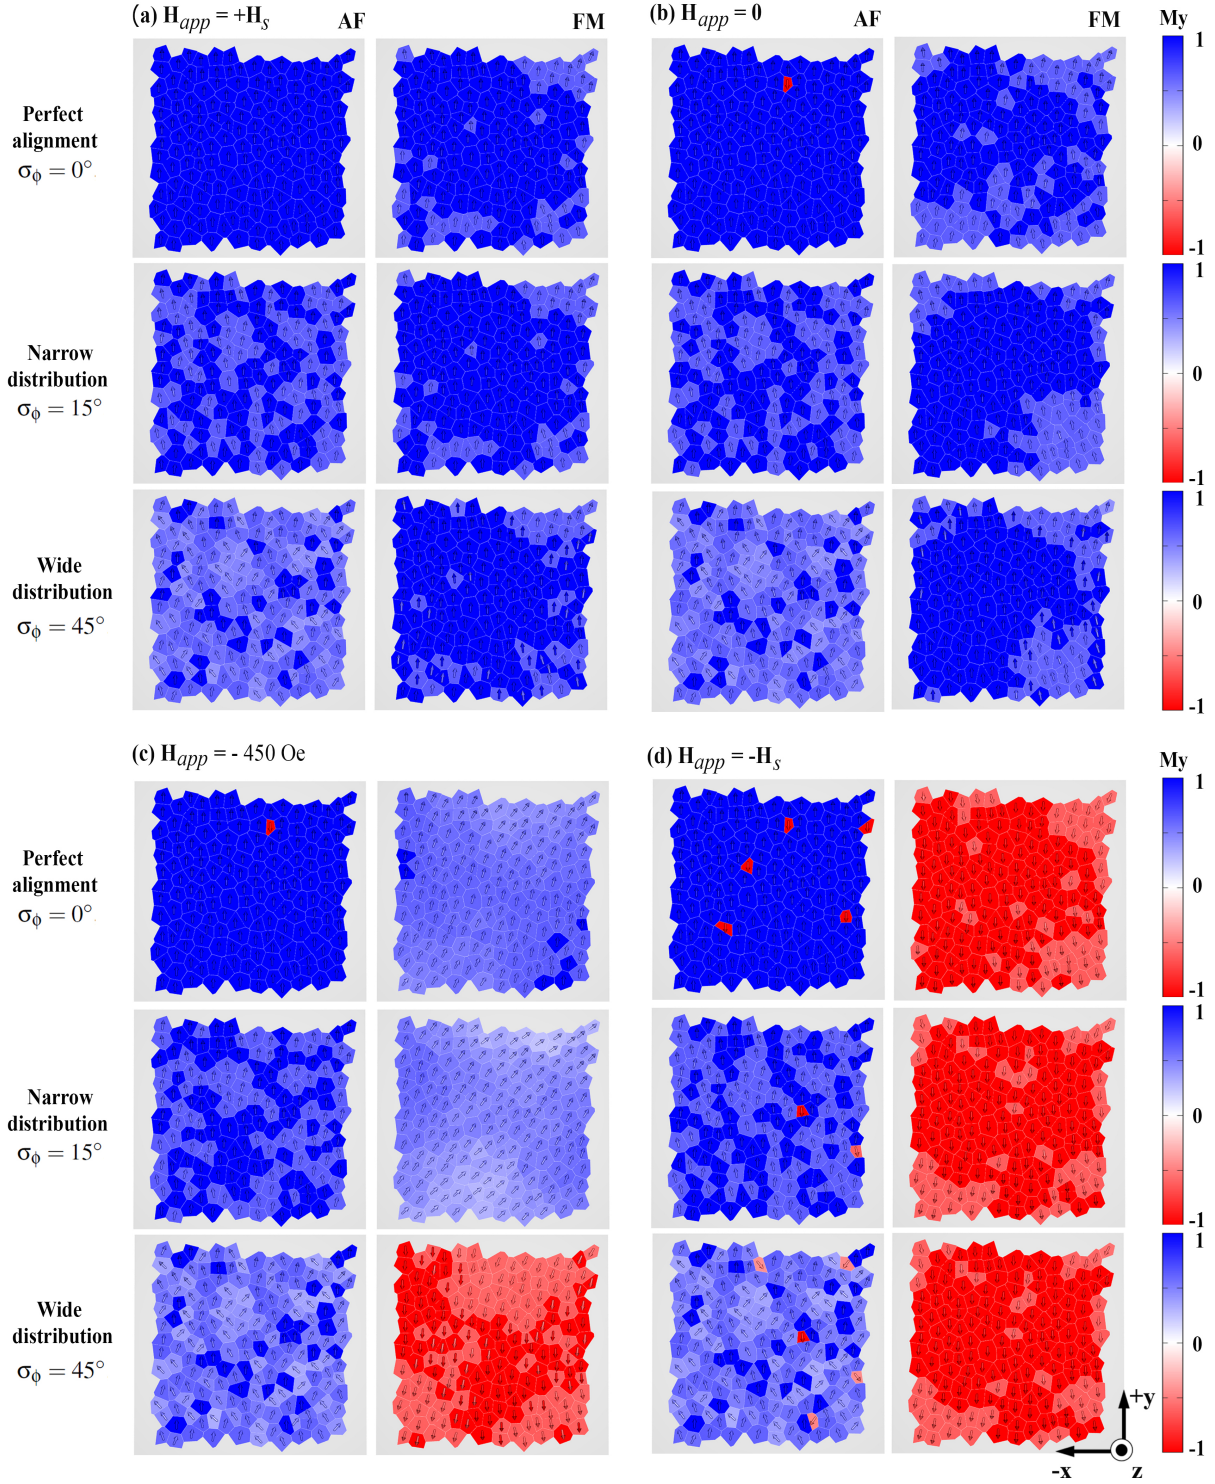 (a) H_app = +H_s AF FM
(b) H_app = 0 AF FM My
1
Perfect
alignment
σ_ϕ = 0°.
0
-1
1
Narrow
distribution
σ_ϕ = 15°
0
-1
1
Wide
distribution
σ_ϕ = 45°
0
-1
(c) H_app = - 450 Oe
(d) H_app = -H_s My
1
Perfect
alignment
σ_ϕ = 0°.
0
-1
1
Narrow
distribution
σ_ϕ = 15°
0
-1
1
Wide
distribution
σ_ϕ = 45°
0
-1
+y
-x z